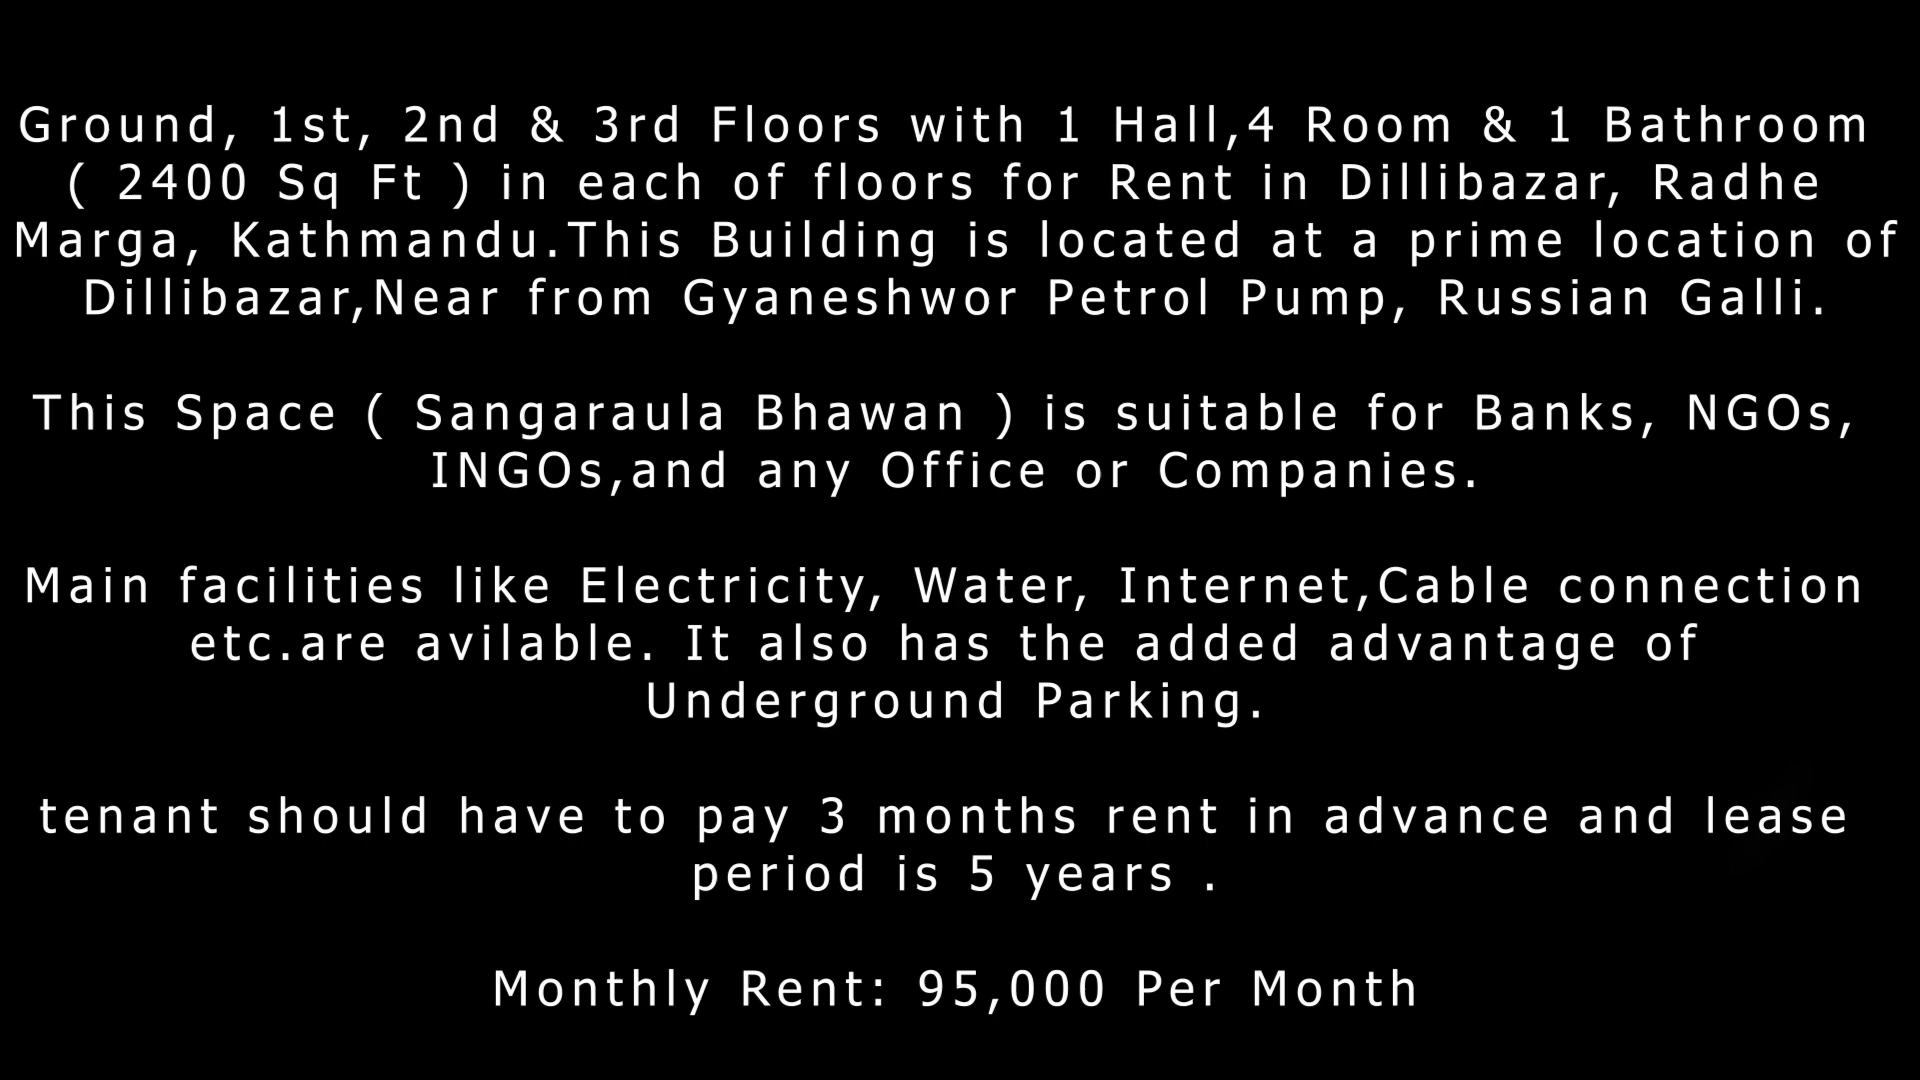 Ground, 1st, 2nd & 3rd Floors with 1 Hall,4 Room & 1 Bathroom
( 2400 Sq Ft ) in each of floors for Rent in Dillibazar, Radhe
Marga, Kathmandu.This Building is located at a prime location of
Dillibazar,Near from Gyaneshwor Petrol Pump, Russian Galli.
This Space ( Sangaraula Bhawan ) is suitable for Banks, NGOs,
INGOs,and any Office or Companies.
Main facilities like Electricity, Water, Internet,Cable connection
etc.are avilable. It also has the added advantage of
Underground Parking.
tenant should have to pay 3 months rent in advance and lease
period is 5 years .
Monthly Rent: 95,000 Per Month